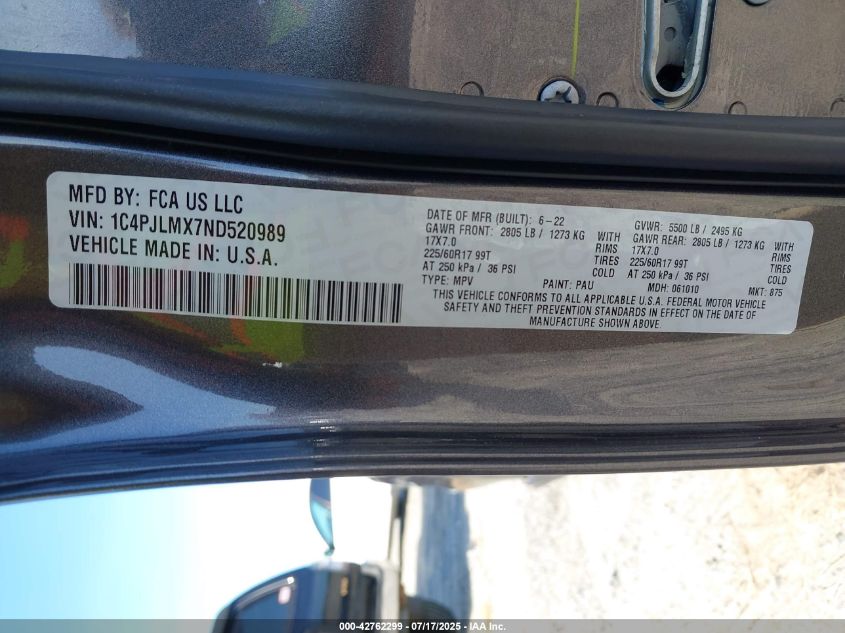 MFD BY: FCA US LLC
VIN: 1C4PJLMX7ND520989
VEHICLE MADE IN: U.S.A.
DATE OF MFR (BUILT): 6-22
GVWR: 5500 LB / 2495 KG
GAWR FRONT: 2805 LB / 1273 KG WITH
17X7.0 RIMS
225/60R17 99T TIRES
AT 250 kPa / 36 PSI COLD
GAWR REAR: 2805 LB / 1273 KG WITH
17X7.0 RIMS
225/60R17 99T TIRES
AT 250 kPa / 36 PSI COLD
TYPE: MPV PAINT: PAU MDH: 061010 MKT: 875
THIS VEHICLE CONFORMS TO ALL APPLICABLE U.S.A. FEDERAL MOTOR VEHICLE
SAFETY AND THEFT PREVENTION STANDARDS IN EFFECT ON THE DATE OF
MANUFACTURE SHOWN ABOVE.
000-42762299 - 07/17/2025 - IAA Inc.